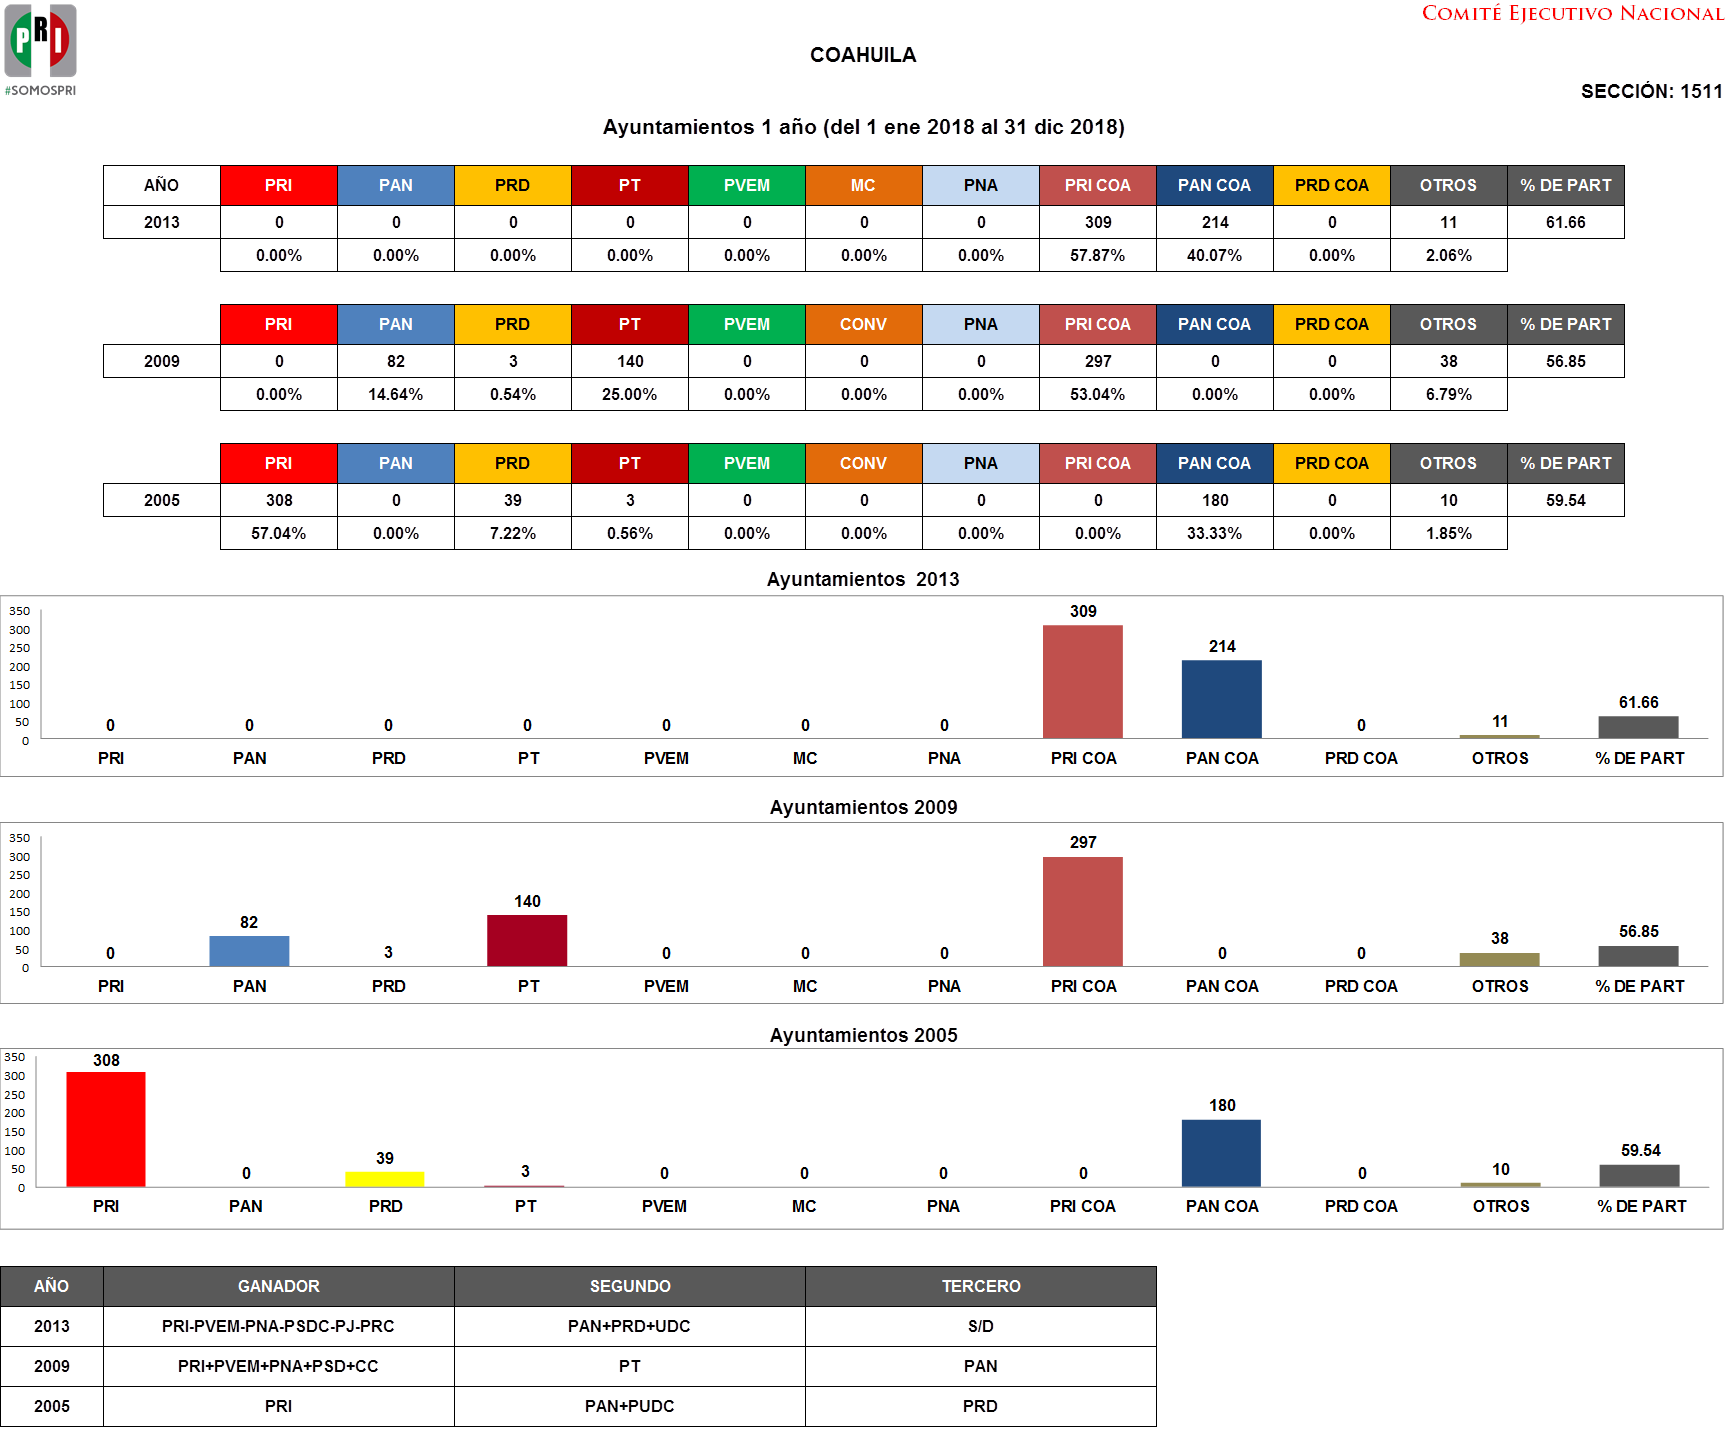 PRI
#SOMOSPRI
COMITÉ EJECUTIVO NACIONAL
COAHUILA
SECCIÓN: 1511
Ayuntamientos 1 año (del 1 ene 2018 al 31 dic 2018)
AÑO PRI PAN PRD PT PVEM MC PNA PRI COA PAN COA PRD COA OTROS % DE PART
2013 0 0 0 0 0 0 0 309 214 0 11 61.66
0.00% 0.00% 0.00% 0.00% 0.00% 0.00% 0.00% 57.87% 40.07% 0.00% 2.06%
PRI PAN PRD PT PVEM CONV PNA PRI COA PAN COA PRD COA OTROS % DE PART
2009 0 82 3 140 0 0 0 297 0 0 38 56.85
0.00% 14.64% 0.54% 25.00% 0.00% 0.00% 0.00% 53.04% 0.00% 0.00% 6.79%
PRI PAN PRD PT PVEM CONV PNA PRI COA PAN COA PRD COA OTROS % DE PART
2005 308 0 39 3 0 0 0 0 180 0 10 59.54
57.04% 0.00% 7.22% 0.56% 0.00% 0.00% 0.00% 0.00% 33.33% 0.00% 1.85%
Ayuntamientos 2013
350
300
250
200
150
100
50
0
0 0 0 0 0 0 0 309 214 0 11 61.66
PRI PAN PRD PT PVEM MC PNA PRI COA PAN COA PRD COA OTROS % DE PART
Ayuntamientos 2009
350
300
250
200
150
100
50
0
0 82 3 140 0 0 0 297 0 0 38 56.85
PRI PAN PRD PT PVEM MC PNA PRI COA PAN COA PRD COA OTROS % DE PART
Ayuntamientos 2005
350
300
250
200
150
100
50
0
308 0 39 3 0 0 0 0 180 0 10 59.54
PRI PAN PRD PT PVEM MC PNA PRI COA PAN COA PRD COA OTROS % DE PART
AÑO GANADOR SEGUNDO TERCERO
2013 PRI-PVEM-PNA-PSDC-PJ-PRC PAN+PRD+UDC S/D
2009 PRI+PVEM+PNA+PSD+CC PT PAN
2005 PRI PAN+PUDC PRD